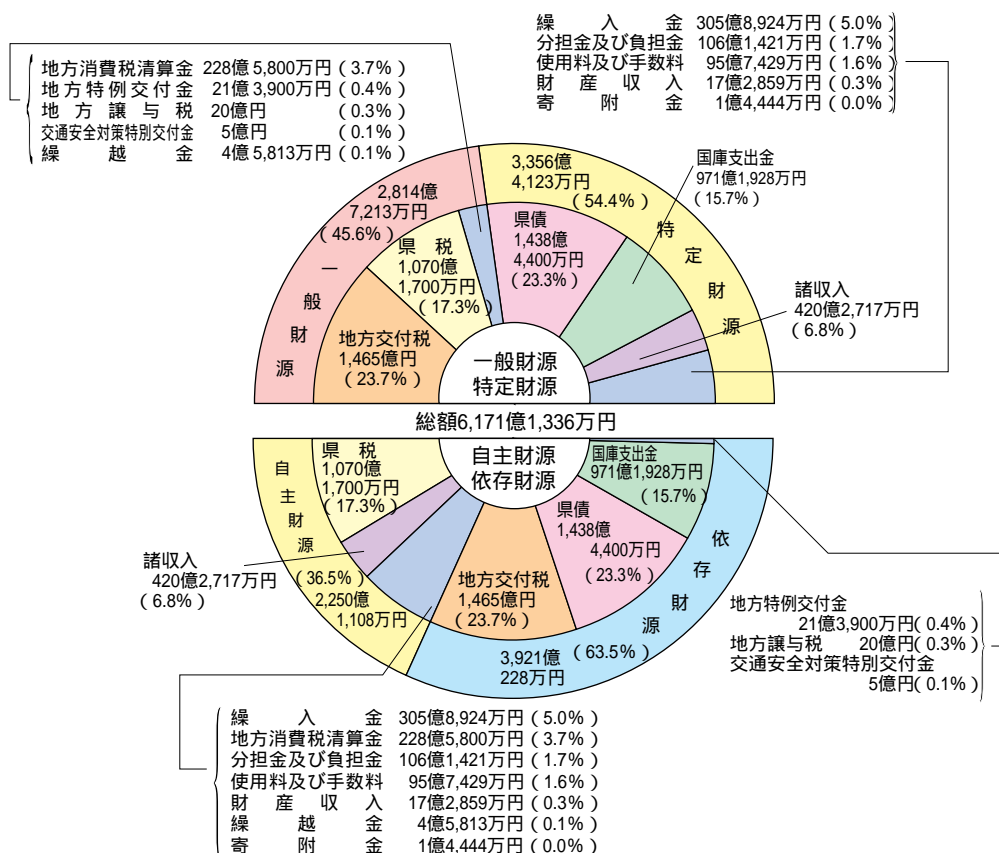 繰入金 305億8,924万円(5.0%)
分担金及び負担金 106億1,421万円(1.7%)
使用料及び手数料 95億7,429万円(1.6%)
財産収入 17億2,859万円(0.3%)
寄附金 1億4,444万円(0.0%)
地方消費税清算金 228億5,800万円(3.7%)
地方特例交付金 21億3,900万円(0.4%)
地方譲与税 20億円(0.3%)
交通安全対策特別交付金 5億円(0.1%)
繰越金 4億5,813万円(0.1%)
2,814億
7,213万円
(45.6%)
一般財源
3,356億
4,123万円
(54.4%)
特定財源
国庫支出金
971億1,928万円
(15.7%)
諸収入
420億2,717万円
(6.8%)
県税
1,070億
1,700万円
(17.3%)
県債
1,438億
4,400万円
(23.3%)
地方交付税
1,465億円
(23.7%)
一般財源
特定財源
総額6,171億1,336万円
自主財源
依存財源
県税
1,070億
1,700万円
(17.3%)
自主財源
国庫支出金
971億1,928万円
(15.7%)
県債
1,438億
4,400万円
(23.3%)
依存財源
諸収入
420億2,717万円
(6.8%)
(36.5%)
2,250億
1,108万円
地方交付税
1,465億円
(23.7%)
3,921億
228万円
(63.5%)
地方特例交付金
21億3,900万円(0.4%)
地方譲与税 20億円(0.3%)
交通安全対策特別交付金
5億円(0.1%)
繰入金 305億8,924万円(5.0%)
地方消費税清算金 228億5,800万円(3.7%)
分担金及び負担金 106億1,421万円(1.7%)
使用料及び手数料 95億7,429万円(1.6%)
財産収入 17億2,859万円(0.3%)
繰越金 4億5,813万円(0.1%)
寄附金 1億4,444万円(0.0%)